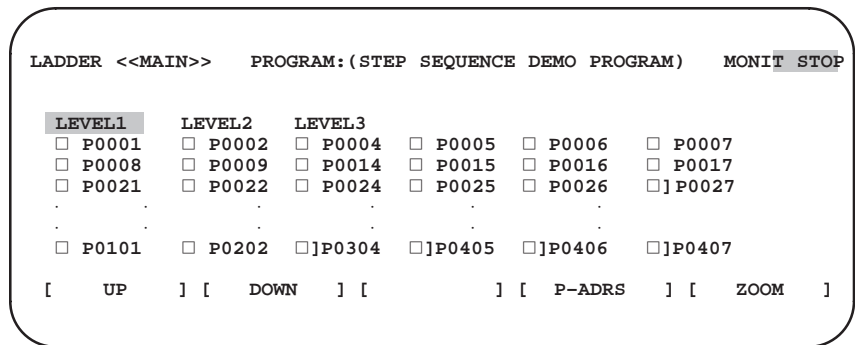 LADDER <<MAIN>> PROGRAM:(STEP SEQUENCE DEMO PROGRAM) MONIT STOP
LEVEL1 LEVEL2 LEVEL3
□ P0001 □ P0002 □ P0004 □ P0005 □ P0006 □ P0007
□ P0008 □ P0009 □ P0014 □ P0015 □ P0016 □ P0017
□ P0021 □ P0022 □ P0024 □ P0025 □ P0026 □]P0027
. . . . . .
. . . . . .
□ P0101 □ P0202 □]P0304 □]P0405 □]P0406 □]P0407
[ UP ] [ DOWN ] [ ] [ P–ADRS ] [ ZOOM ]